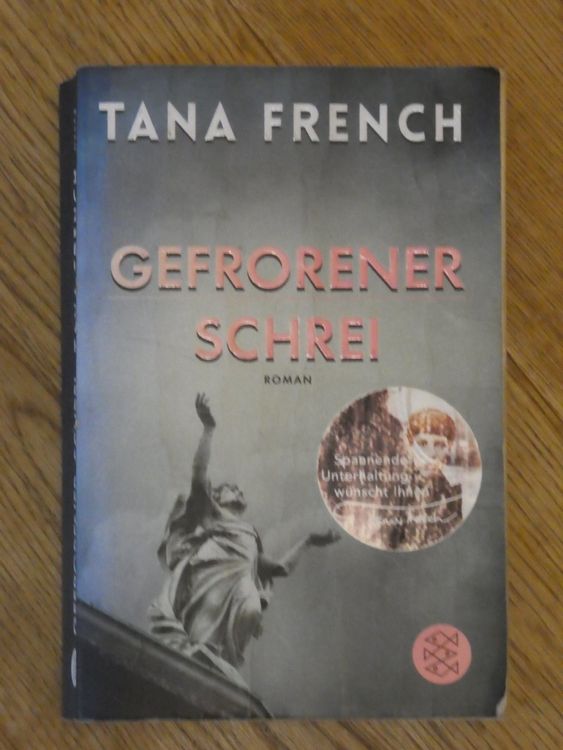 TANA FRENCH
GEFRORENER
SCHREI
ROMAN
Spannende
Unterhaltung
wünscht Ihnen